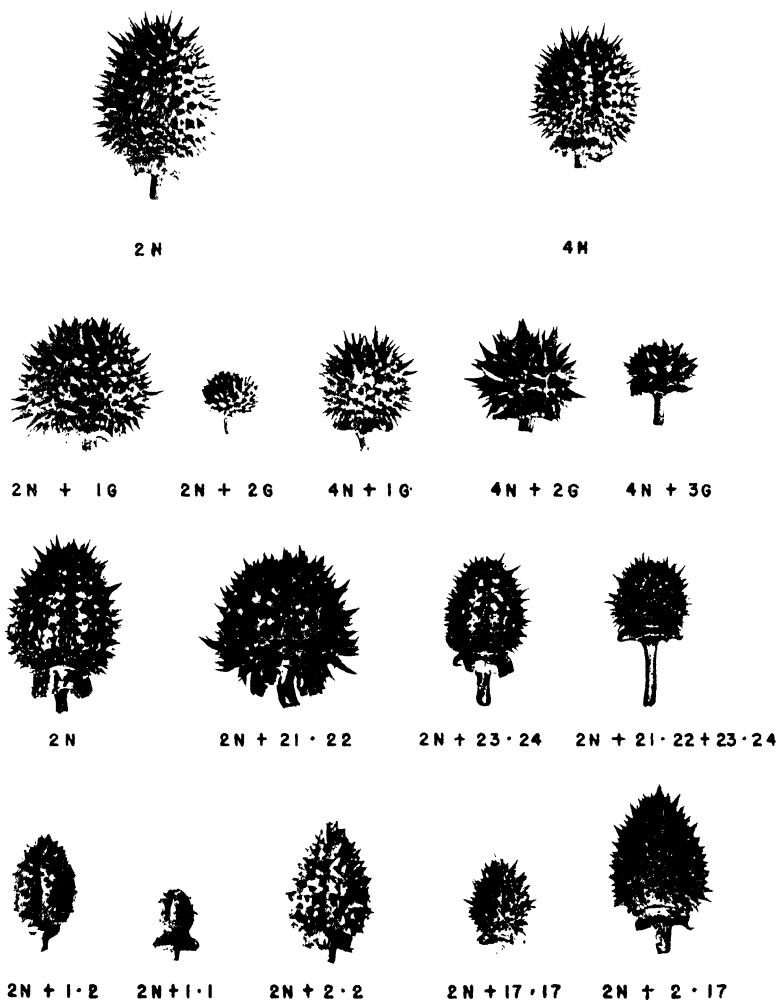 2N 4N
2N + 1G 2N + 2G 4N + 1G 4N + 2G 4N + 3G
2N 2N + 21·22 2N + 23·24 2N + 21·22+23·24
2N + 1·2 2N+1·1 2N+2·2 2N +17·17 2N + 2·17